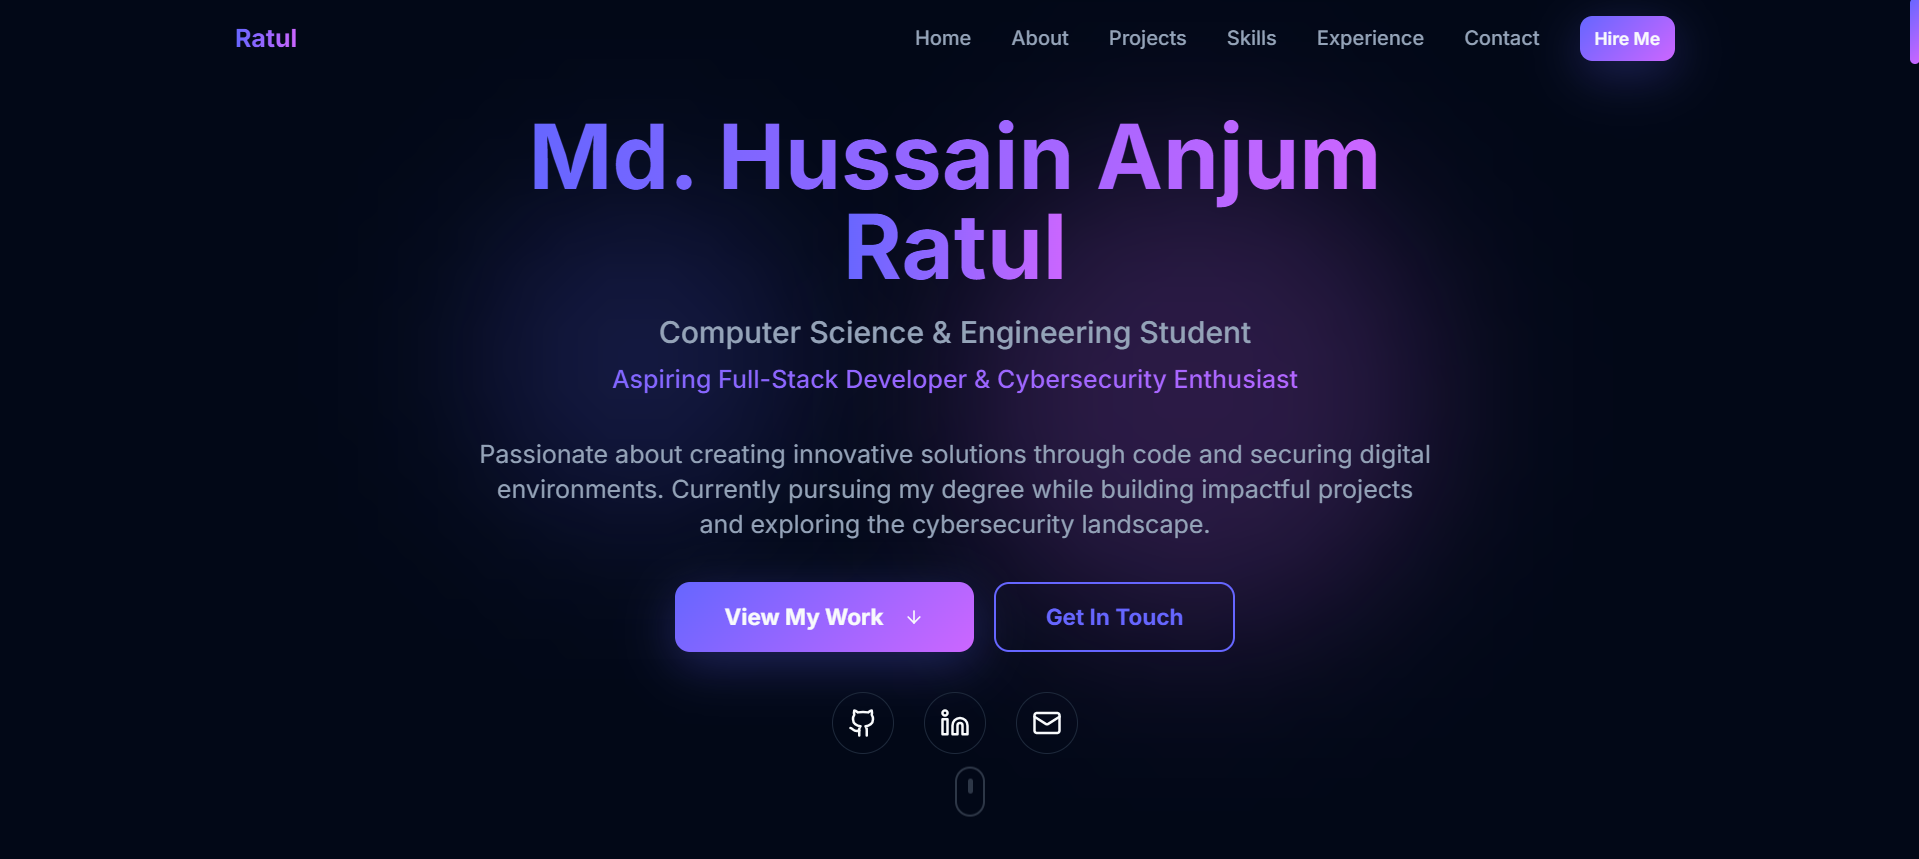 Ratul
Home About Projects Skills Experience Contact Hire Me
Md. Hussain Anjum
Ratul
Computer Science & Engineering Student
Aspiring Full-Stack Developer & Cybersecurity Enthusiast
Passionate about creating innovative solutions through code and securing digital
environments. Currently pursuing my degree while building impactful projects
and exploring the cybersecurity landscape.
View My Work ↓ Get In Touch
in